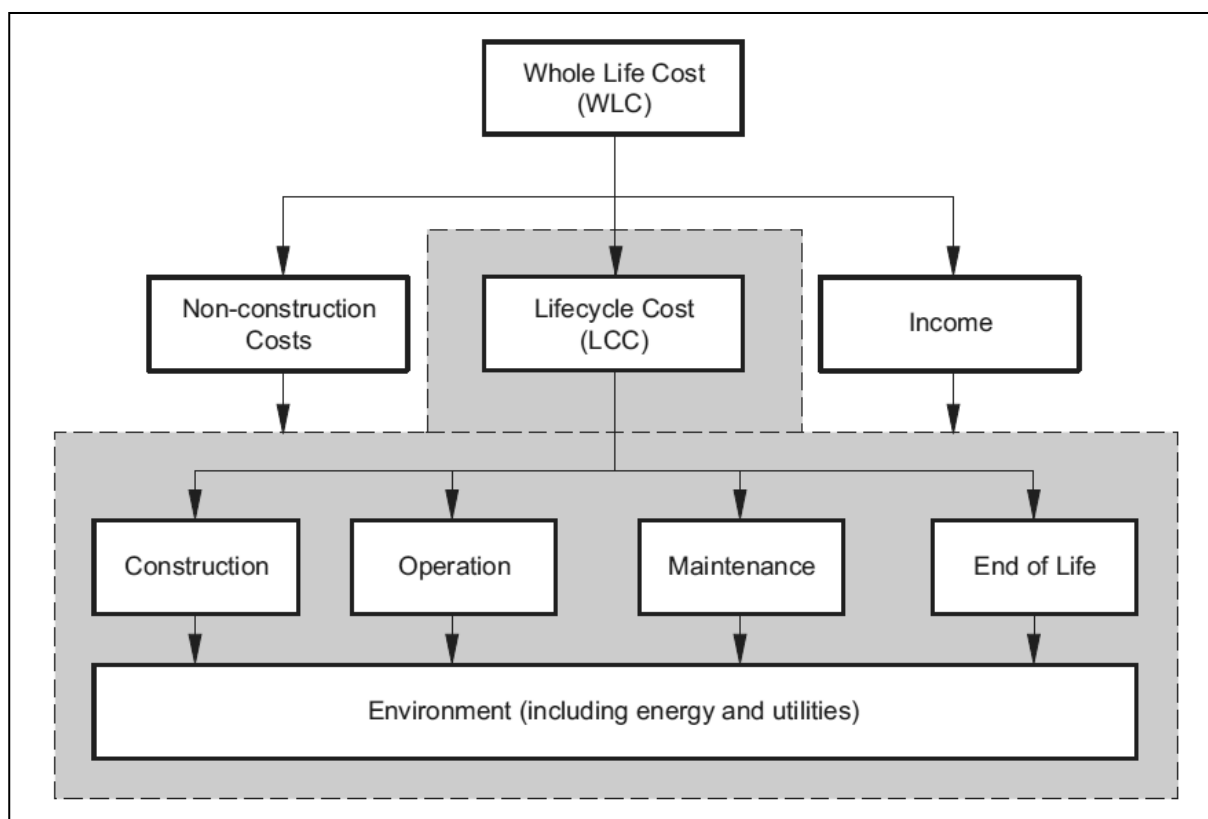 Whole Life Cost
(WLC)
Non-construction
Costs
Lifecycle Cost
(LCC)
Income
Construction
Operation
Maintenance
End of Life
Environment (including energy and utilities)